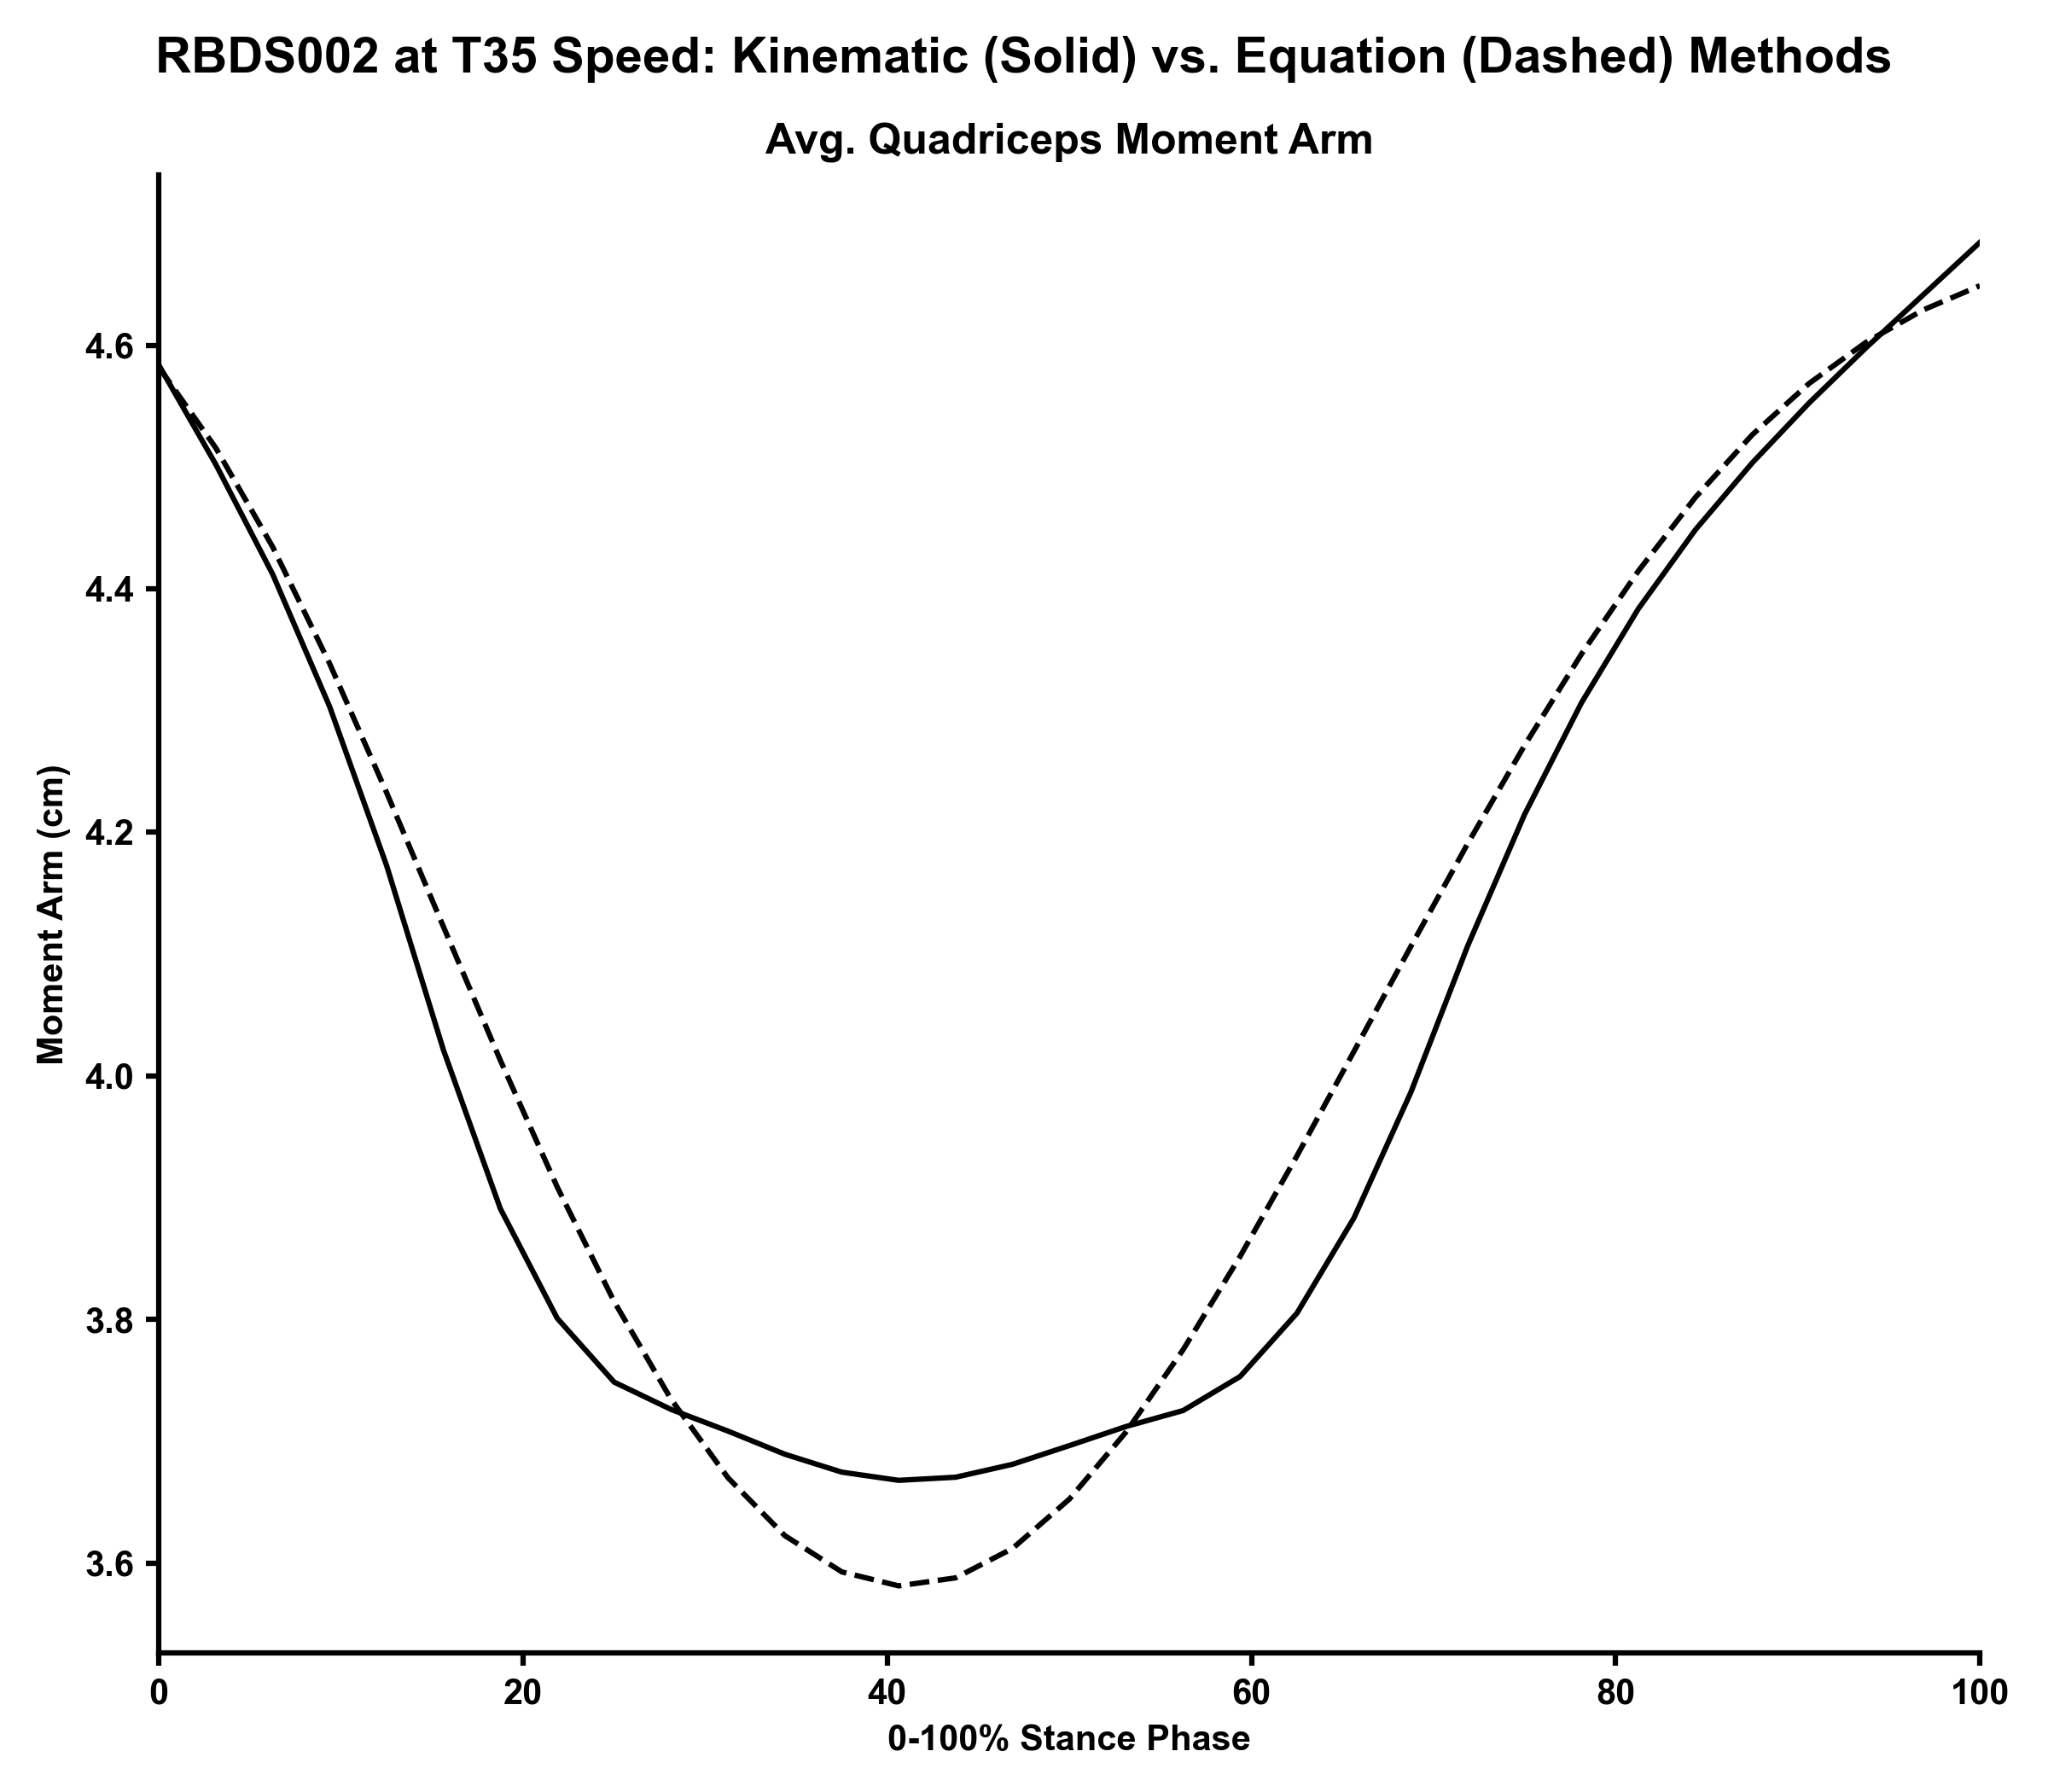 RBDS002 at T35 Speed: Kinematic (Solid) vs. Equation (Dashed) Methods
Avg. Quadriceps Moment Arm
Moment Arm (cm)
4.6
4.4
4.2
4.0
3.8
3.6
0 20 40 60 80 100
0-100% Stance Phase